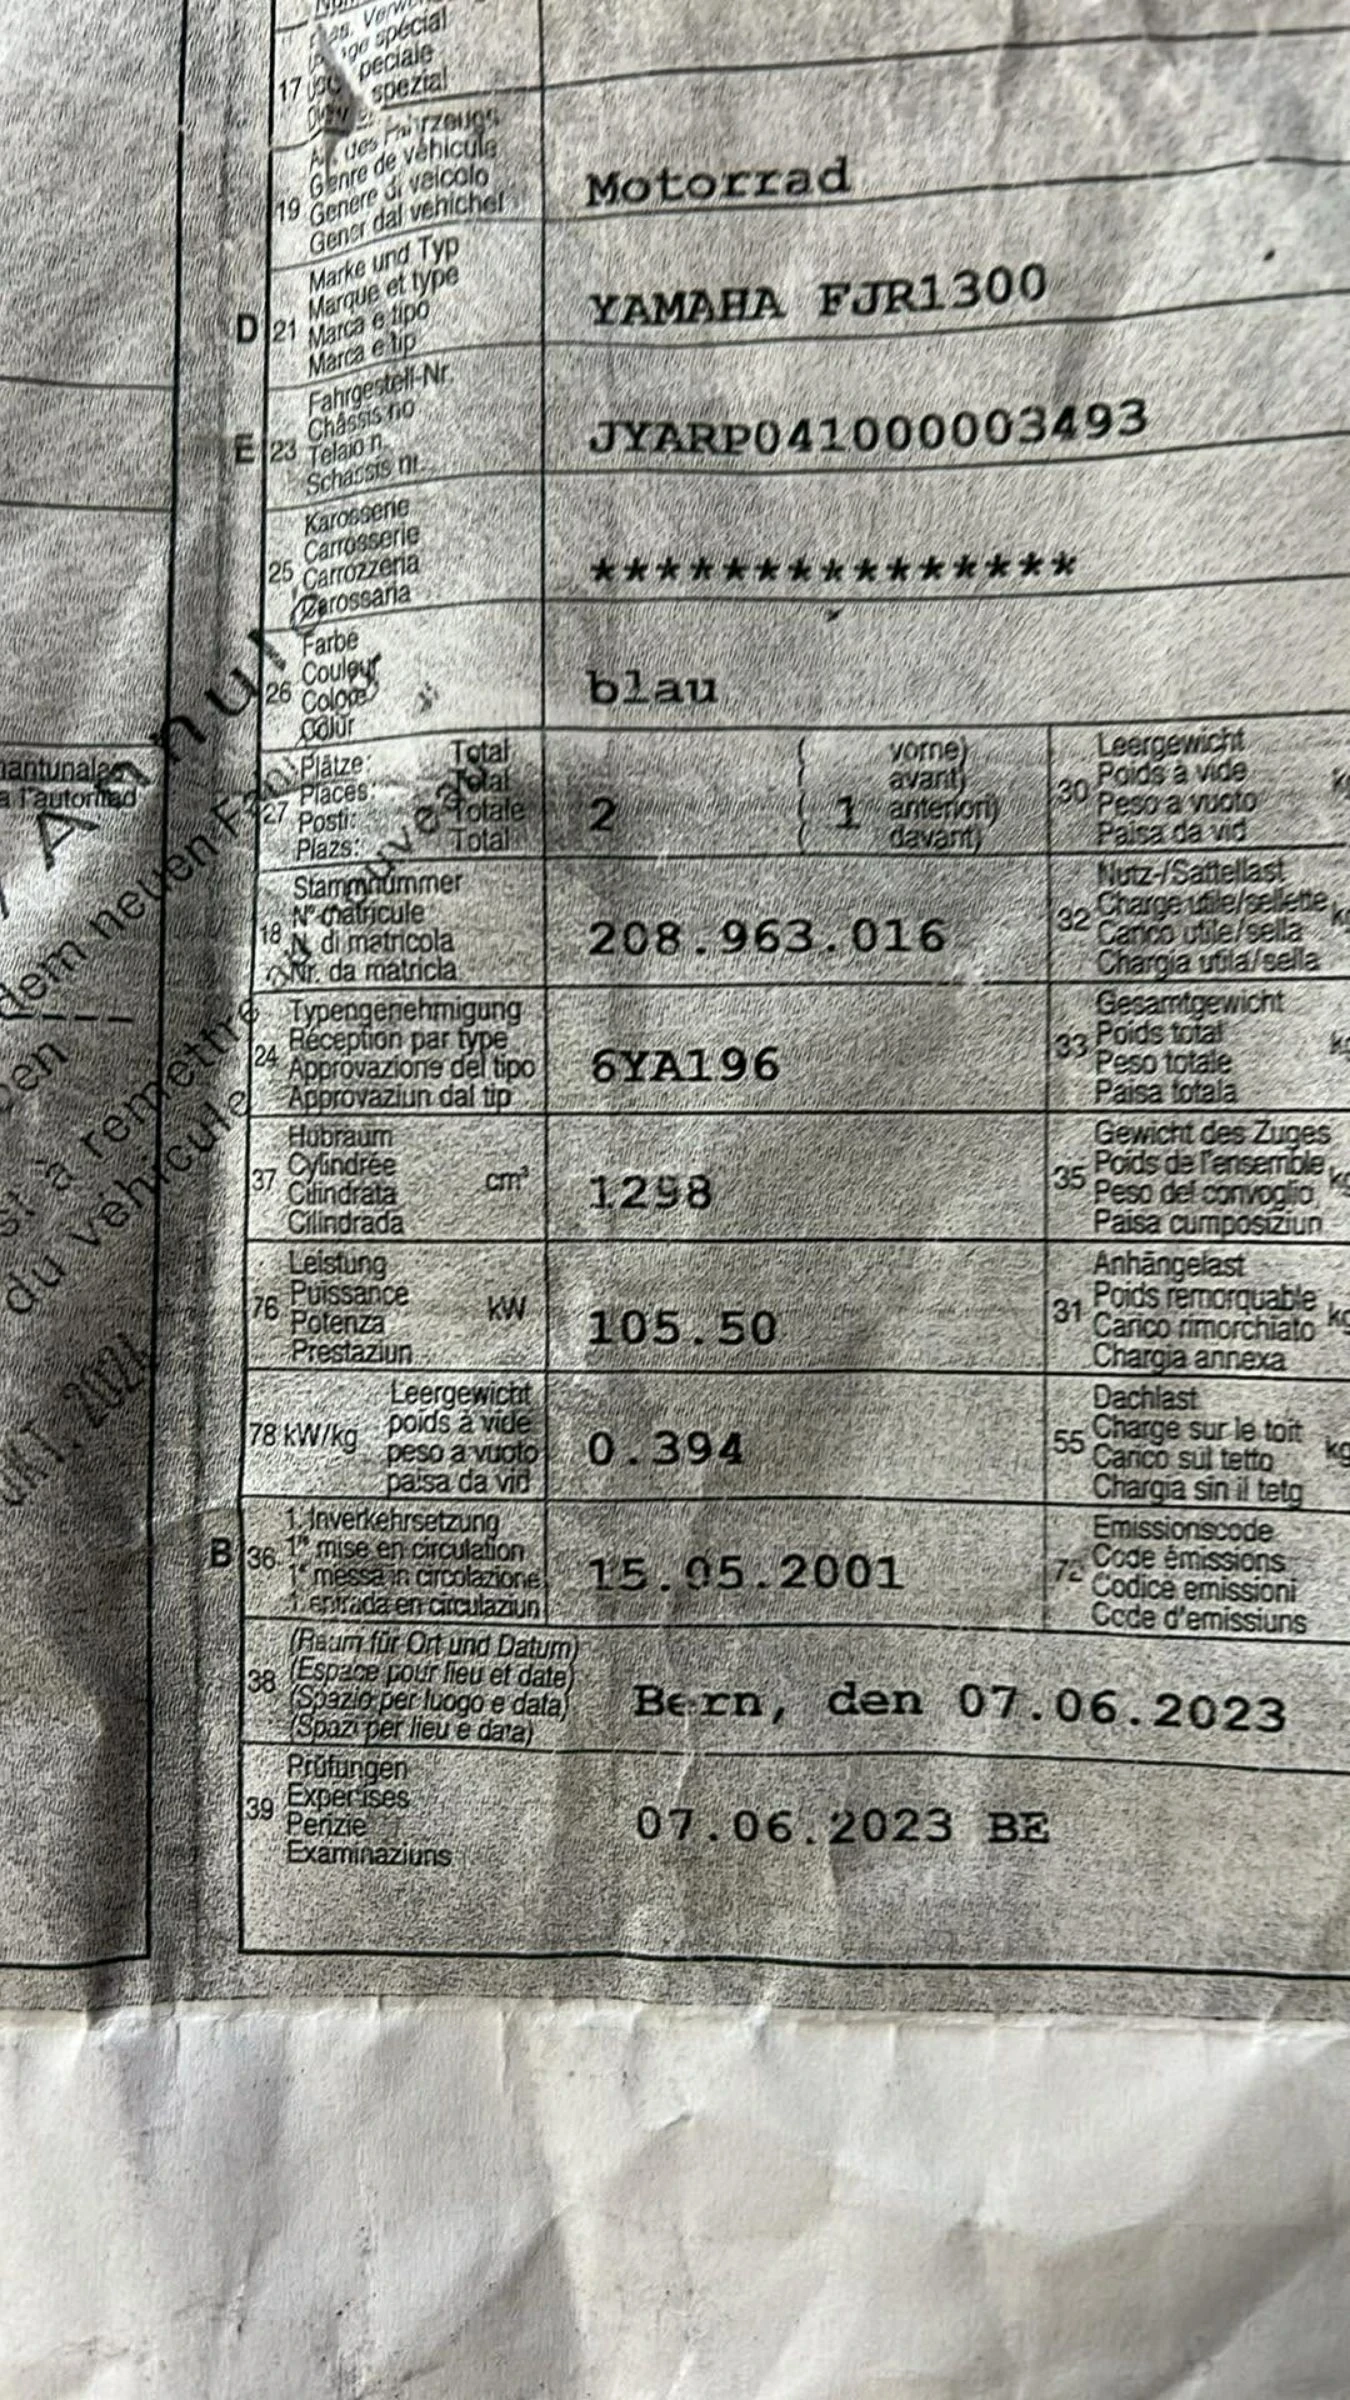 spécial
17
speciale
spezial
Art des Fahrzeugs
Genre de véhicule
19 Genere di veicolo
Gener dal vehichel
Motorrad
Marke und Typ
Marque et type
D 21 Marca e tipo
Marca e tip
YAMAHA FJR1300
Fahrgestell-Nr.
Châssis no
E 23 Telaio n.
Schassis nr.
JYARP041000003493
Karosserie
Carrosserie
25 Carrozzeria
Carossaria
***************
Farbe
Couleur
26 Colore
Colur
blau
Plätze: Total
Places: Total
27 Posti: Totale
Plazs: Total
2 ( 1
vorne)
avant)
anteriori)
davant)
Leergewicht
30 Poids à vide
Peso a vuoto
Paisa da vid
Stammnummer
N° matricule
18 N. di matricola
Nr. da matricla
208.963.016
Nutz-/Sattellast
32 Charge utile/sellette
Carico utile/sella
Chargia utila/sella
Typengenehmigung
24 Réception par type
Approvazione del tipo
Approvaziun dal tip
6YA196
Gesamtgewicht
33 Poids total
Peso totale
Paisa totala
Hubraum
37 Cylindrée cm³
Cilindrata
Cilindrada
1298
Gewicht des Zuges
35 Poids de l'ensemble
Peso del convoglio
Paisa cumposiziun
Leistung
76 Puissance kW
Potenza
Prestaziun
105.50
Anhängelast
31 Poids remorquable
Carico rimorchiato
Chargia annexa
Leergewicht
78 kW/kg poids à vide
peso a vuoto
paisa da vid
0.394
Dachlast
55 Charge sur le toit
Carico sul tetto
Chargia sin il tetg
1. Inverkehrsetzung
B 36 1re mise en circulation
1a messa in circolazione
1. entrada en circulaziun
15.05.2001
Emissionscode
72 Code émissions
Codice emissioni
Code d'emissiuns
(Raum für Ort und Datum)
38 (Espace pour lieu et date)
(Spazio per luogo e data)
(Spazi per lieu e data)
Bern, den 07.06.2023
Prüfungen
39 Expertises
Perizie
Examinaziuns
07.06.2023 BE
dem neuen
à remettre
du véhicule